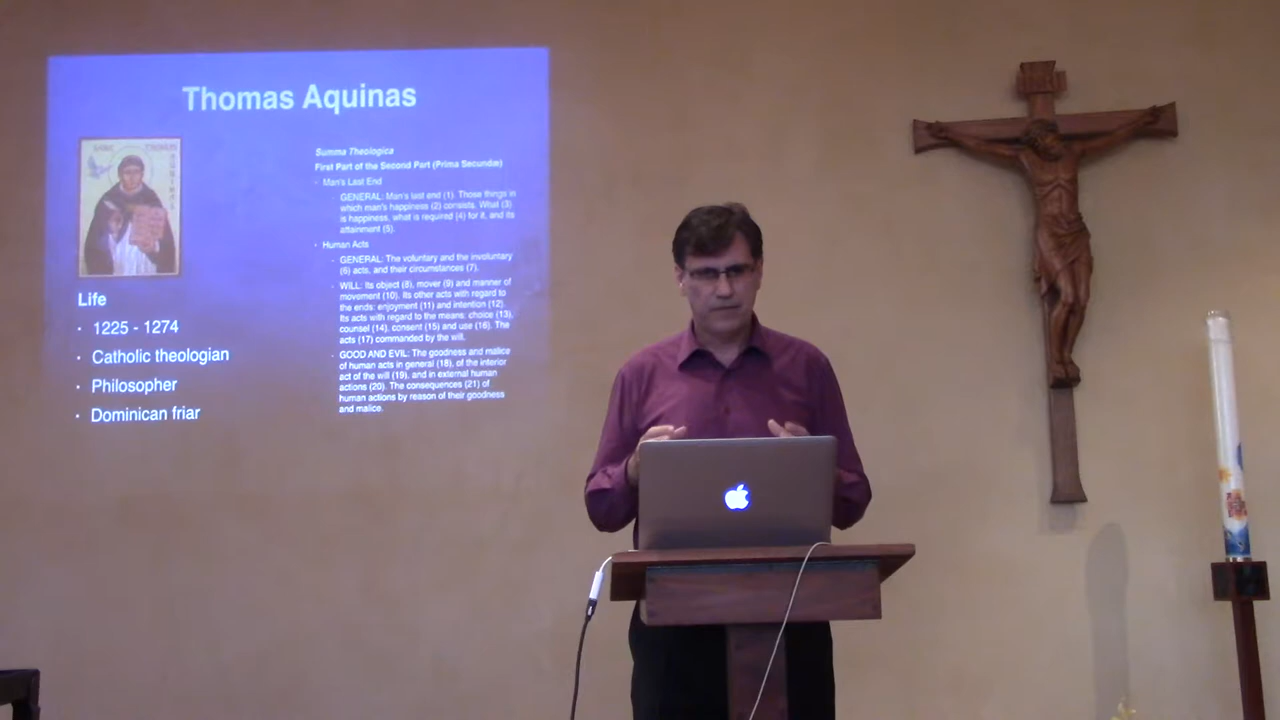 Thomas Aquinas
Life
· 1225 - 1274
· Catholic theologian
· Philosopher
· Dominican friar
Summa Theologica
First Part of the Second Part (Prima Secundæ)
· Man's Last End
· GENERAL: Man's last end (1). Those things in
which man's happiness (2) consists. What (3)
is happiness, what is required (4) for it, and its
attainment (5).
· Human Acts
· GENERAL: The voluntary and the involuntary
(6) acts, and their circumstances (7).
· WILL: Its object (8), mover (9) and manner of
movement (10). Its other acts with regard to
the ends: enjoyment (11) and intention (12).
Its acts with regard to the means: choice (13),
counsel (14), consent (15) and use (16). The
acts (17) commanded by the will.
· GOOD AND EVIL: The goodness and malice
of human acts in general (18), of the interior
act of the will (19), and in external human
actions (20). The consequences (21) of
human actions by reason of their goodness
and malice.